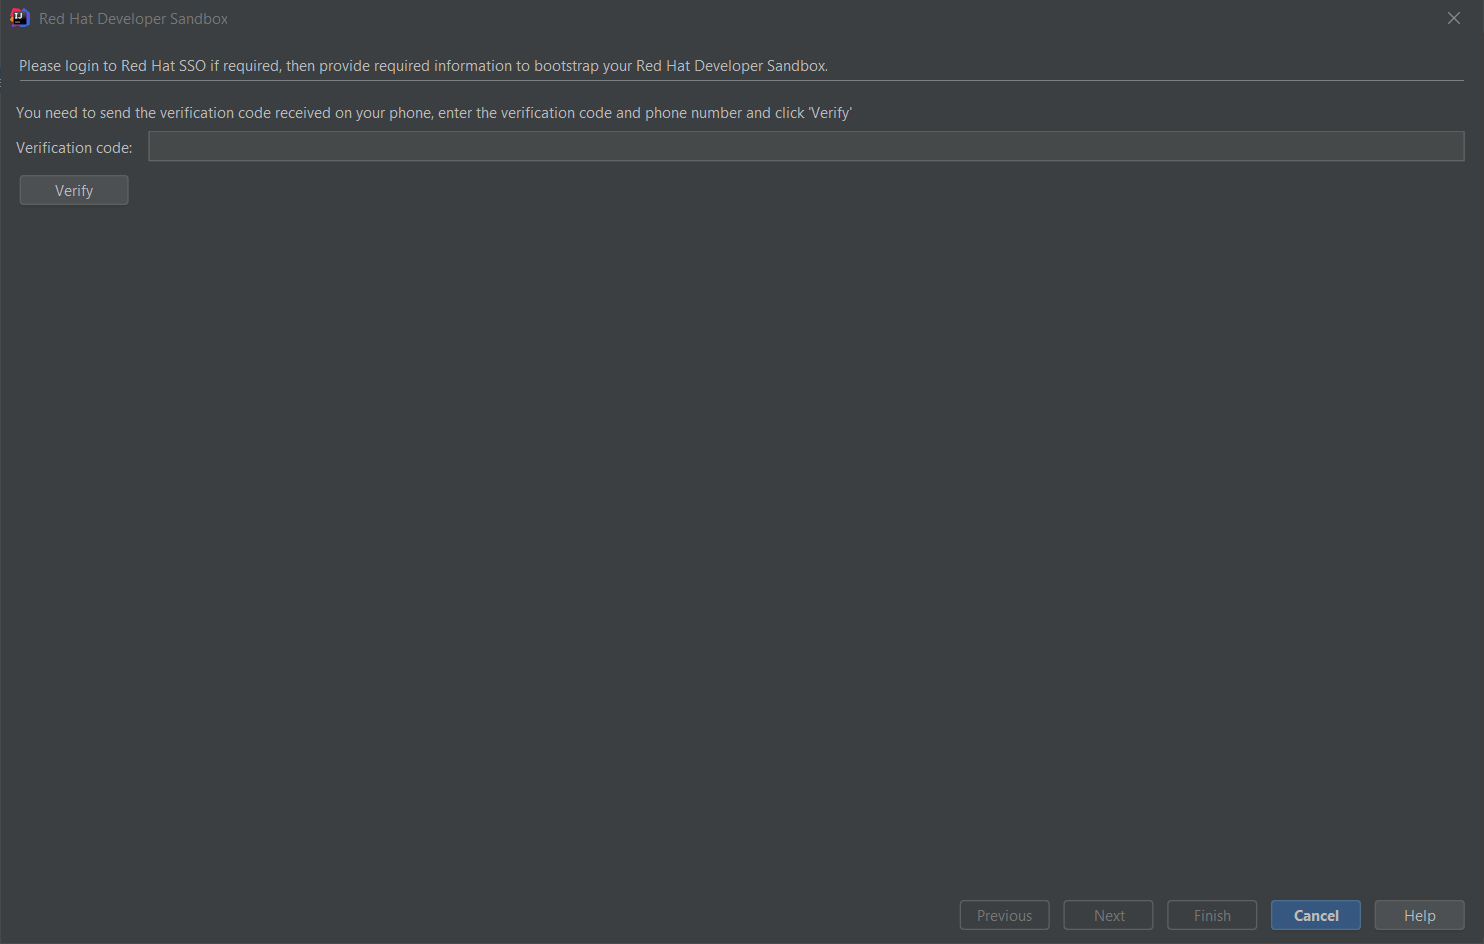 Red Hat Developer Sandbox
Please login to Red Hat SSO if required, then provide required information to bootstrap your Red Hat Developer Sandbox.
You need to send the verification code received on your phone, enter the verification code and phone number and click 'Verify'
Verification code:
Verify
Previous Next Finish Cancel Help